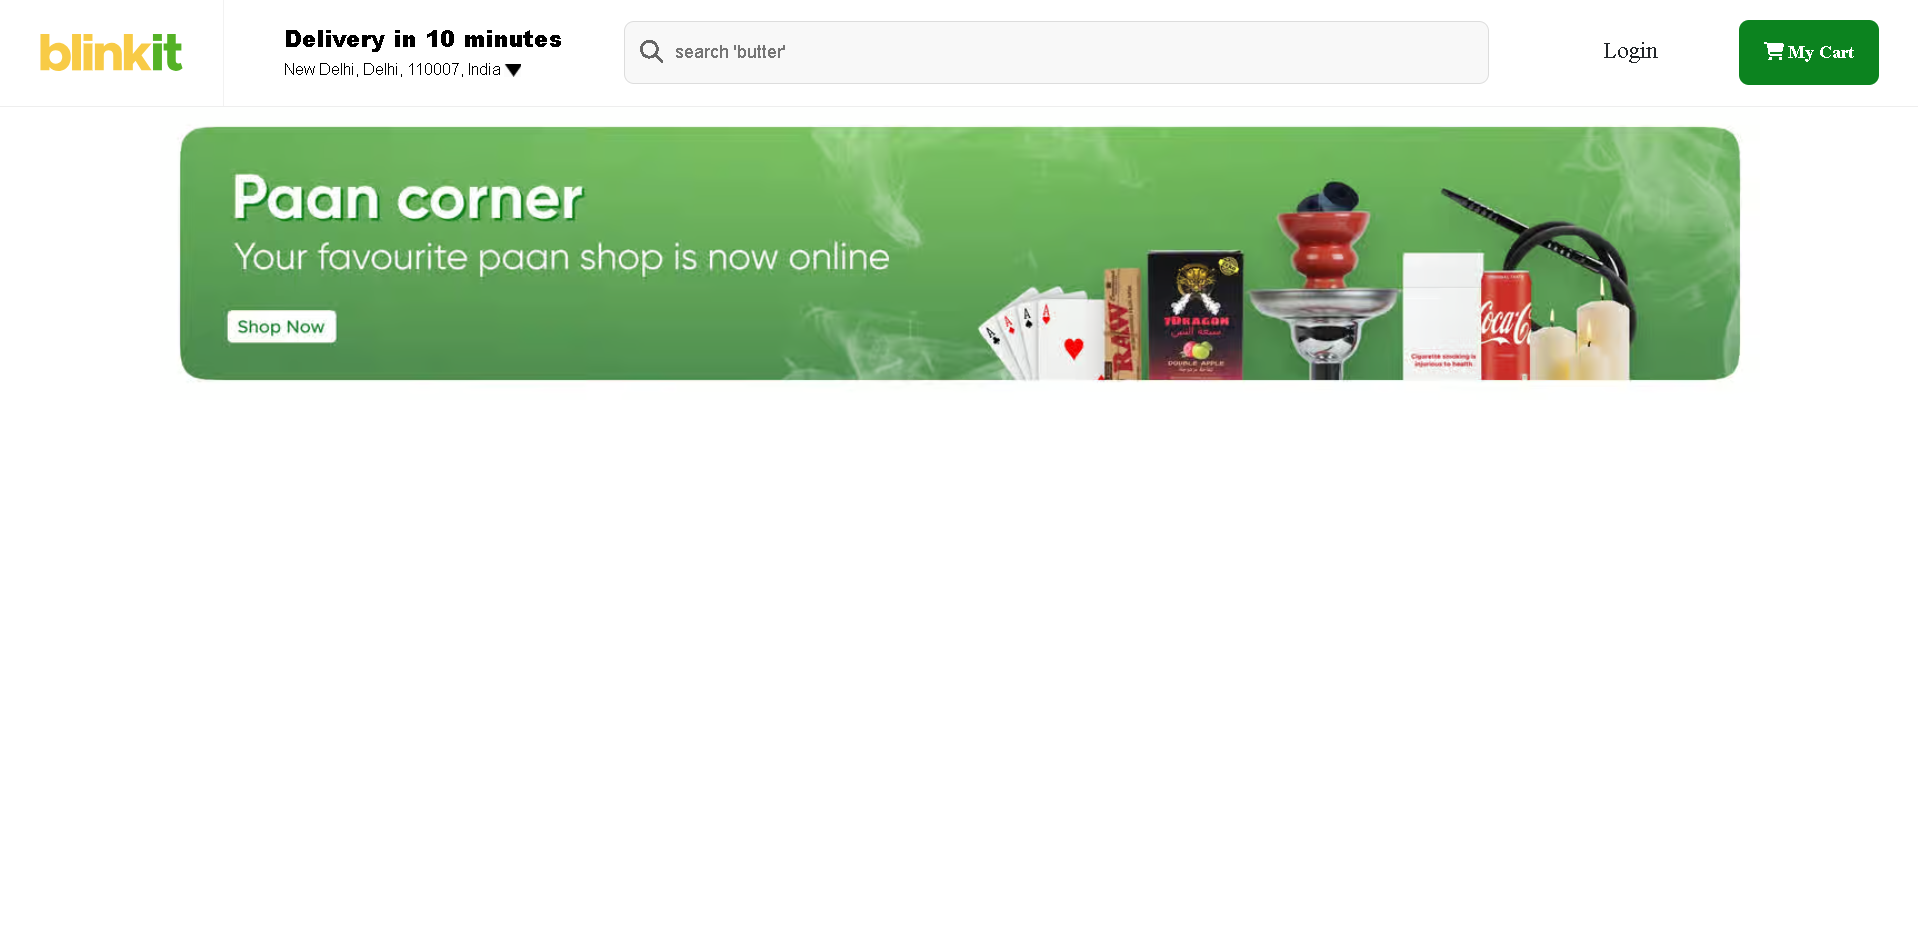 blinkit
Delivery in 10 minutes
New Delhi, Delhi, 110007, India
search 'butter'
Login
My Cart
Paan corner
Your favourite paan shop is now online
Shop Now
A
A
A
A
RAW
DRAGON
DOUBLE APPLE
Cigarette smoking is
injurious to health
Coca-C